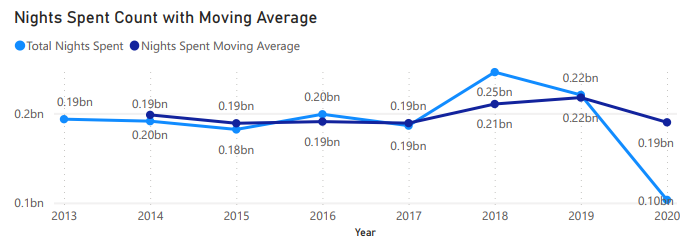 Nights Spent Count with Moving Average
Total Nights Spent Nights Spent Moving Average
0.19bn 0.19bn 0.19bn 0.20bn 0.19bn 0.25bn 0.22bn
0.2bn
0.20bn 0.18bn 0.19bn 0.19bn 0.21bn 0.22bn 0.19bn
0.10bn
0.1bn
2013 2014 2015 2016 2017 2018 2019 2020
Year